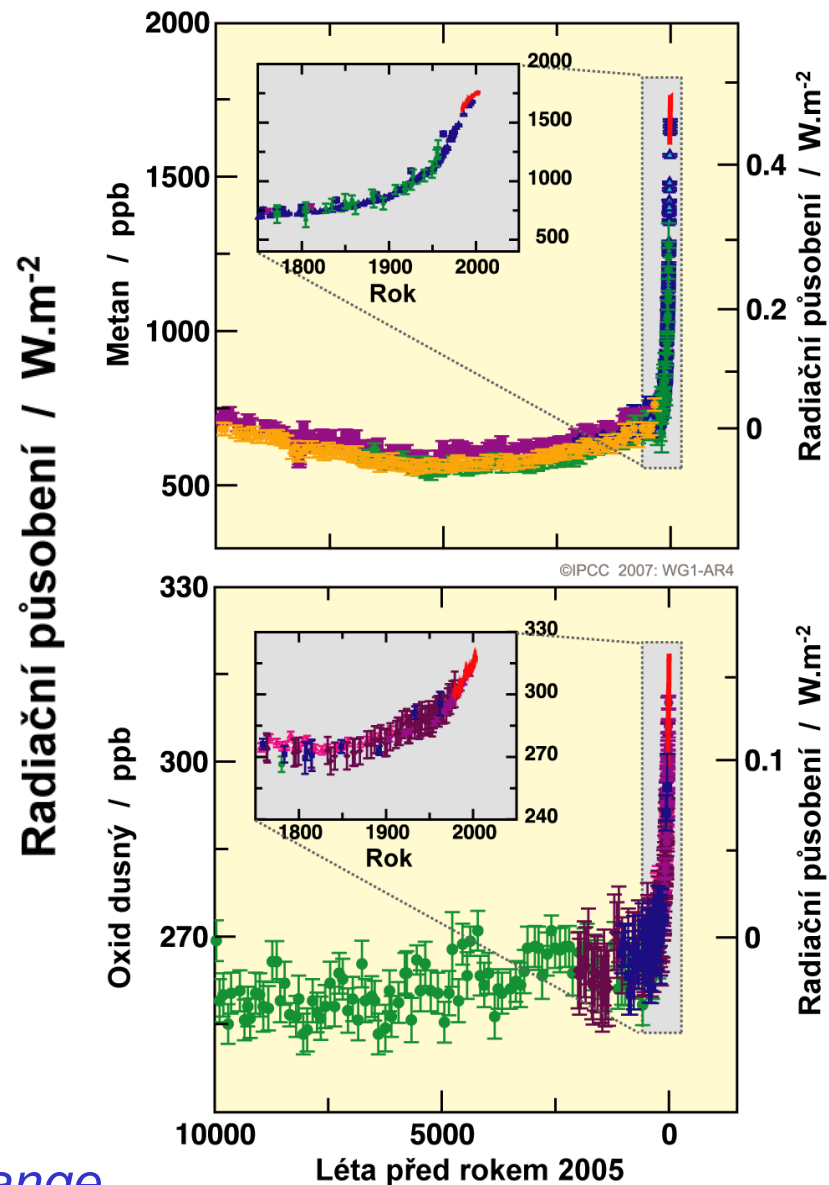 Radiační působení / W.m-2
Metan / ppb
2000
1500
1000
500
2000
1500
1000
500
1800 1900 2000
Rok
0.4
0.2
0
Radiační působení / W.m-2
©IPCC 2007: WG1-AR4
Oxid dusný / ppb
330
300
270
330
300
270
240
1800 1900 2000
Rok
0.1
0
Radiační působení / W.m-2
10000 5000 0
Léta před rokem 2005
ange